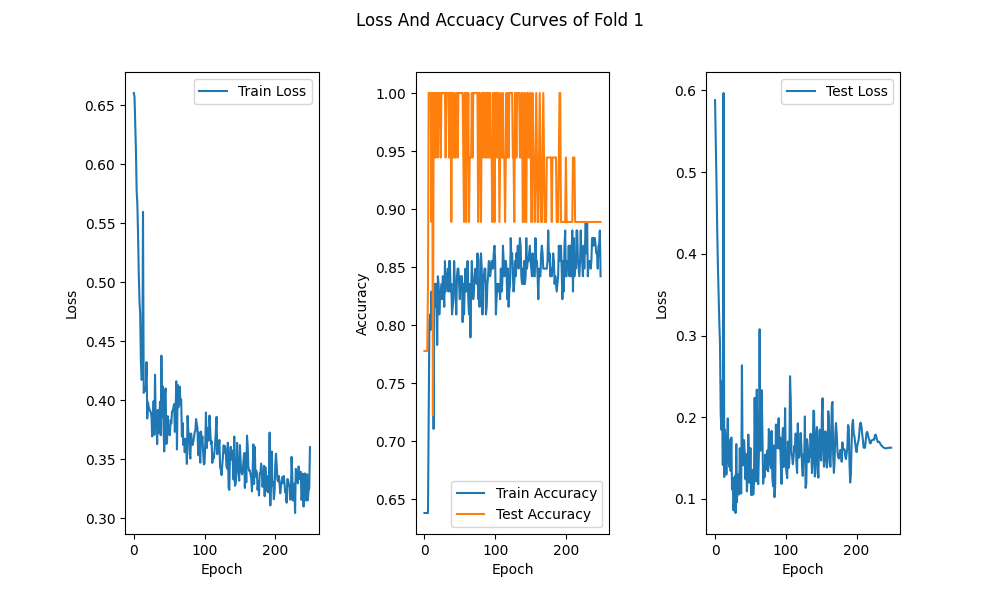 Loss And Accuacy Curves of Fold 1
Train Loss
0.65
0.60
0.55
0.50
0.45
0.40
0.35
0.30
Loss
0 100 200
Epoch
1.00
0.95
0.90
0.85
0.80
0.75
0.70
0.65
Accuracy
Train Accuracy
Test Accuracy
0 100 200
Epoch
Test Loss
0.6
0.5
0.4
0.3
0.2
0.1
Loss
0 100 200
Epoch